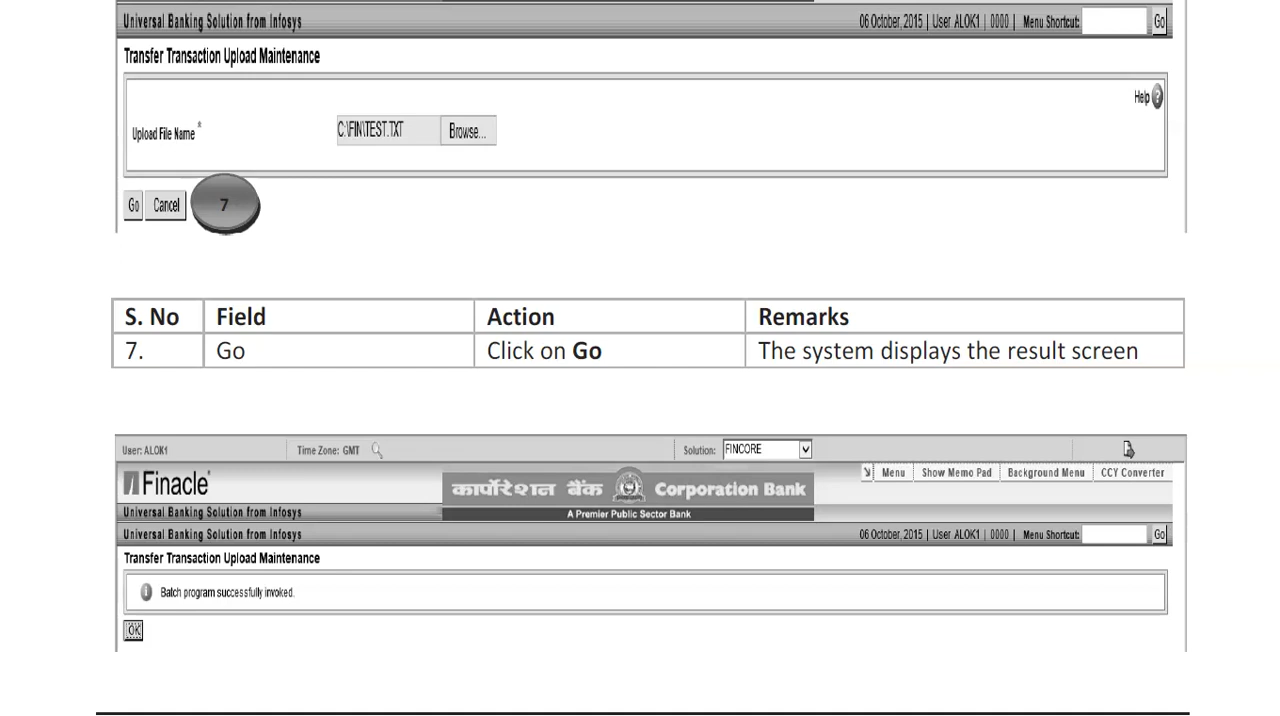 Universal Banking Solution from Infosys 06 October, 2015 | User ALOK1 | 0000 | Menu Shortcut: Go
Transfer Transaction Upload Maintenance
Help ?
Upload File Name * C:\FIN\TEST.TXT Browse...
Go Cancel 7
S. No Field Action Remarks
7. Go Click on Go The system displays the result screen
User: ALOK1 Time Zone: GMT Solution: FINCORE
Menu Show Memo Pad Background Menu CCY Converter
Finacle कार्पोरेशन बैंक Corporation Bank
Universal Banking Solution from Infosys A Premier Public Sector Bank
Universal Banking Solution from Infosys 06 October, 2015 | User ALOK1 | 0000 | Menu Shortcut: Go
Transfer Transaction Upload Maintenance
Batch program successfully invoked.
OK